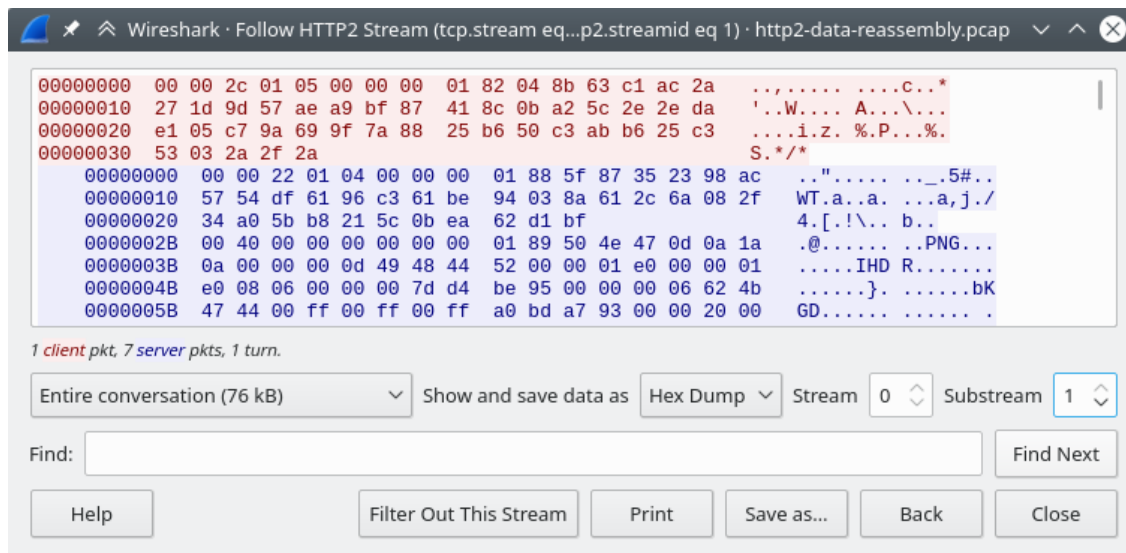 Wireshark · Follow HTTP2 Stream (tcp.stream eq...p2.streamid eq 1) · http2-data-reassembly.pcap
00000000  00 00 2c 01 05 00 00 00  01 82 04 8b 63 c1 ac 2a   ..,..... ....c..*
00000010  27 1d 9d 57 ae a9 bf 87  41 8c 0b a2 5c 2e 2e da   '..W.... A...\...
00000020  e1 05 c7 9a 69 9f 7a 88  25 b6 50 c3 ab b6 25 c3   ....i.z. %.P...%.
00000030  53 03 2a 2f 2a                                     S.*/*
00000000  00 00 22 01 04 00 00 00  01 88 5f 87 35 23 98 ac   .."..... .._.5#..
00000010  57 54 df 61 96 c3 61 be  94 03 8a 61 2c 6a 08 2f   WT.a..a. ...a,j./
00000020  34 a0 5b b8 21 5c 0b ea  62 d1 bf                  4.[.!\.. b..
0000002B  00 40 00 00 00 00 00 00  01 89 50 4e 47 0d 0a 1a   .@...... ..PNG...
0000003B  0a 00 00 00 0d 49 48 44  52 00 00 01 e0 00 00 01   .....IHD R.......
0000004B  e0 08 06 00 00 00 7d d4  be 95 00 00 00 06 62 4b   ......}. ......bK
0000005B  47 44 00 ff 00 ff 00 ff  a0 bd a7 93 00 00 20 00   GD...... ...... .
1 client pkt, 7 server pkts, 1 turn.
Entire conversation (76 kB) Show and save data as Hex Dump Stream 0 Substream 1
Find: Find Next
Help Filter Out This Stream Print Save as... Back Close